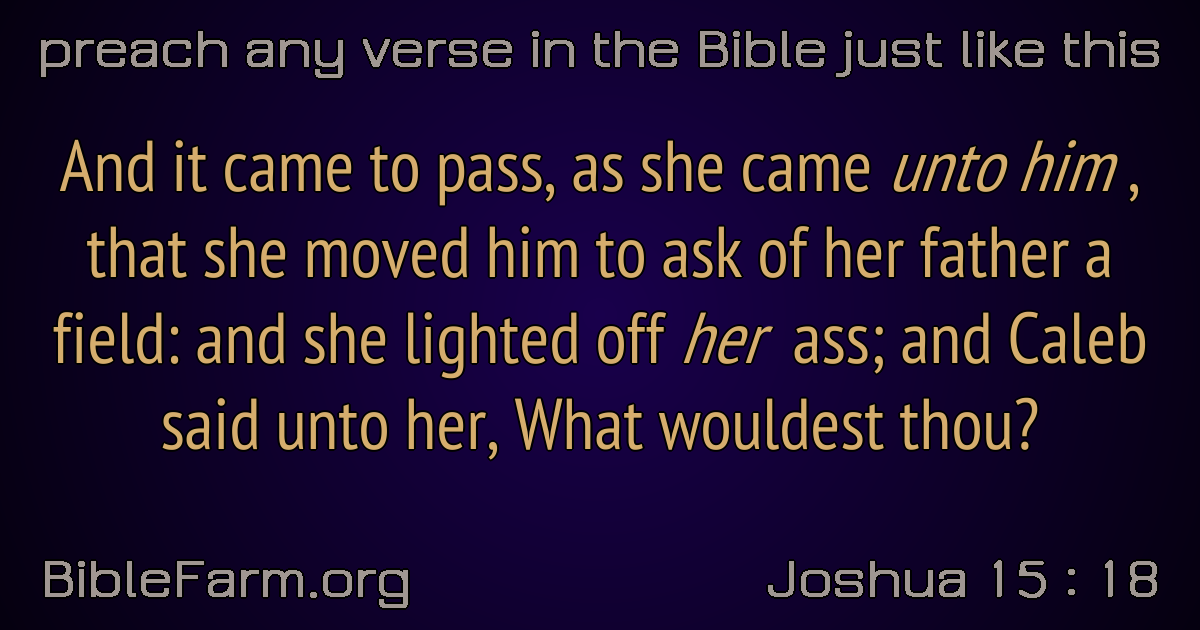 preach any verse in the Bible just like this
And it came to pass, as she came unto him ,
that she moved him to ask of her father a
field: and she lighted off her ass; and Caleb
said unto her, What wouldest thou?
BibleFarm.org
Joshua 15 : 18